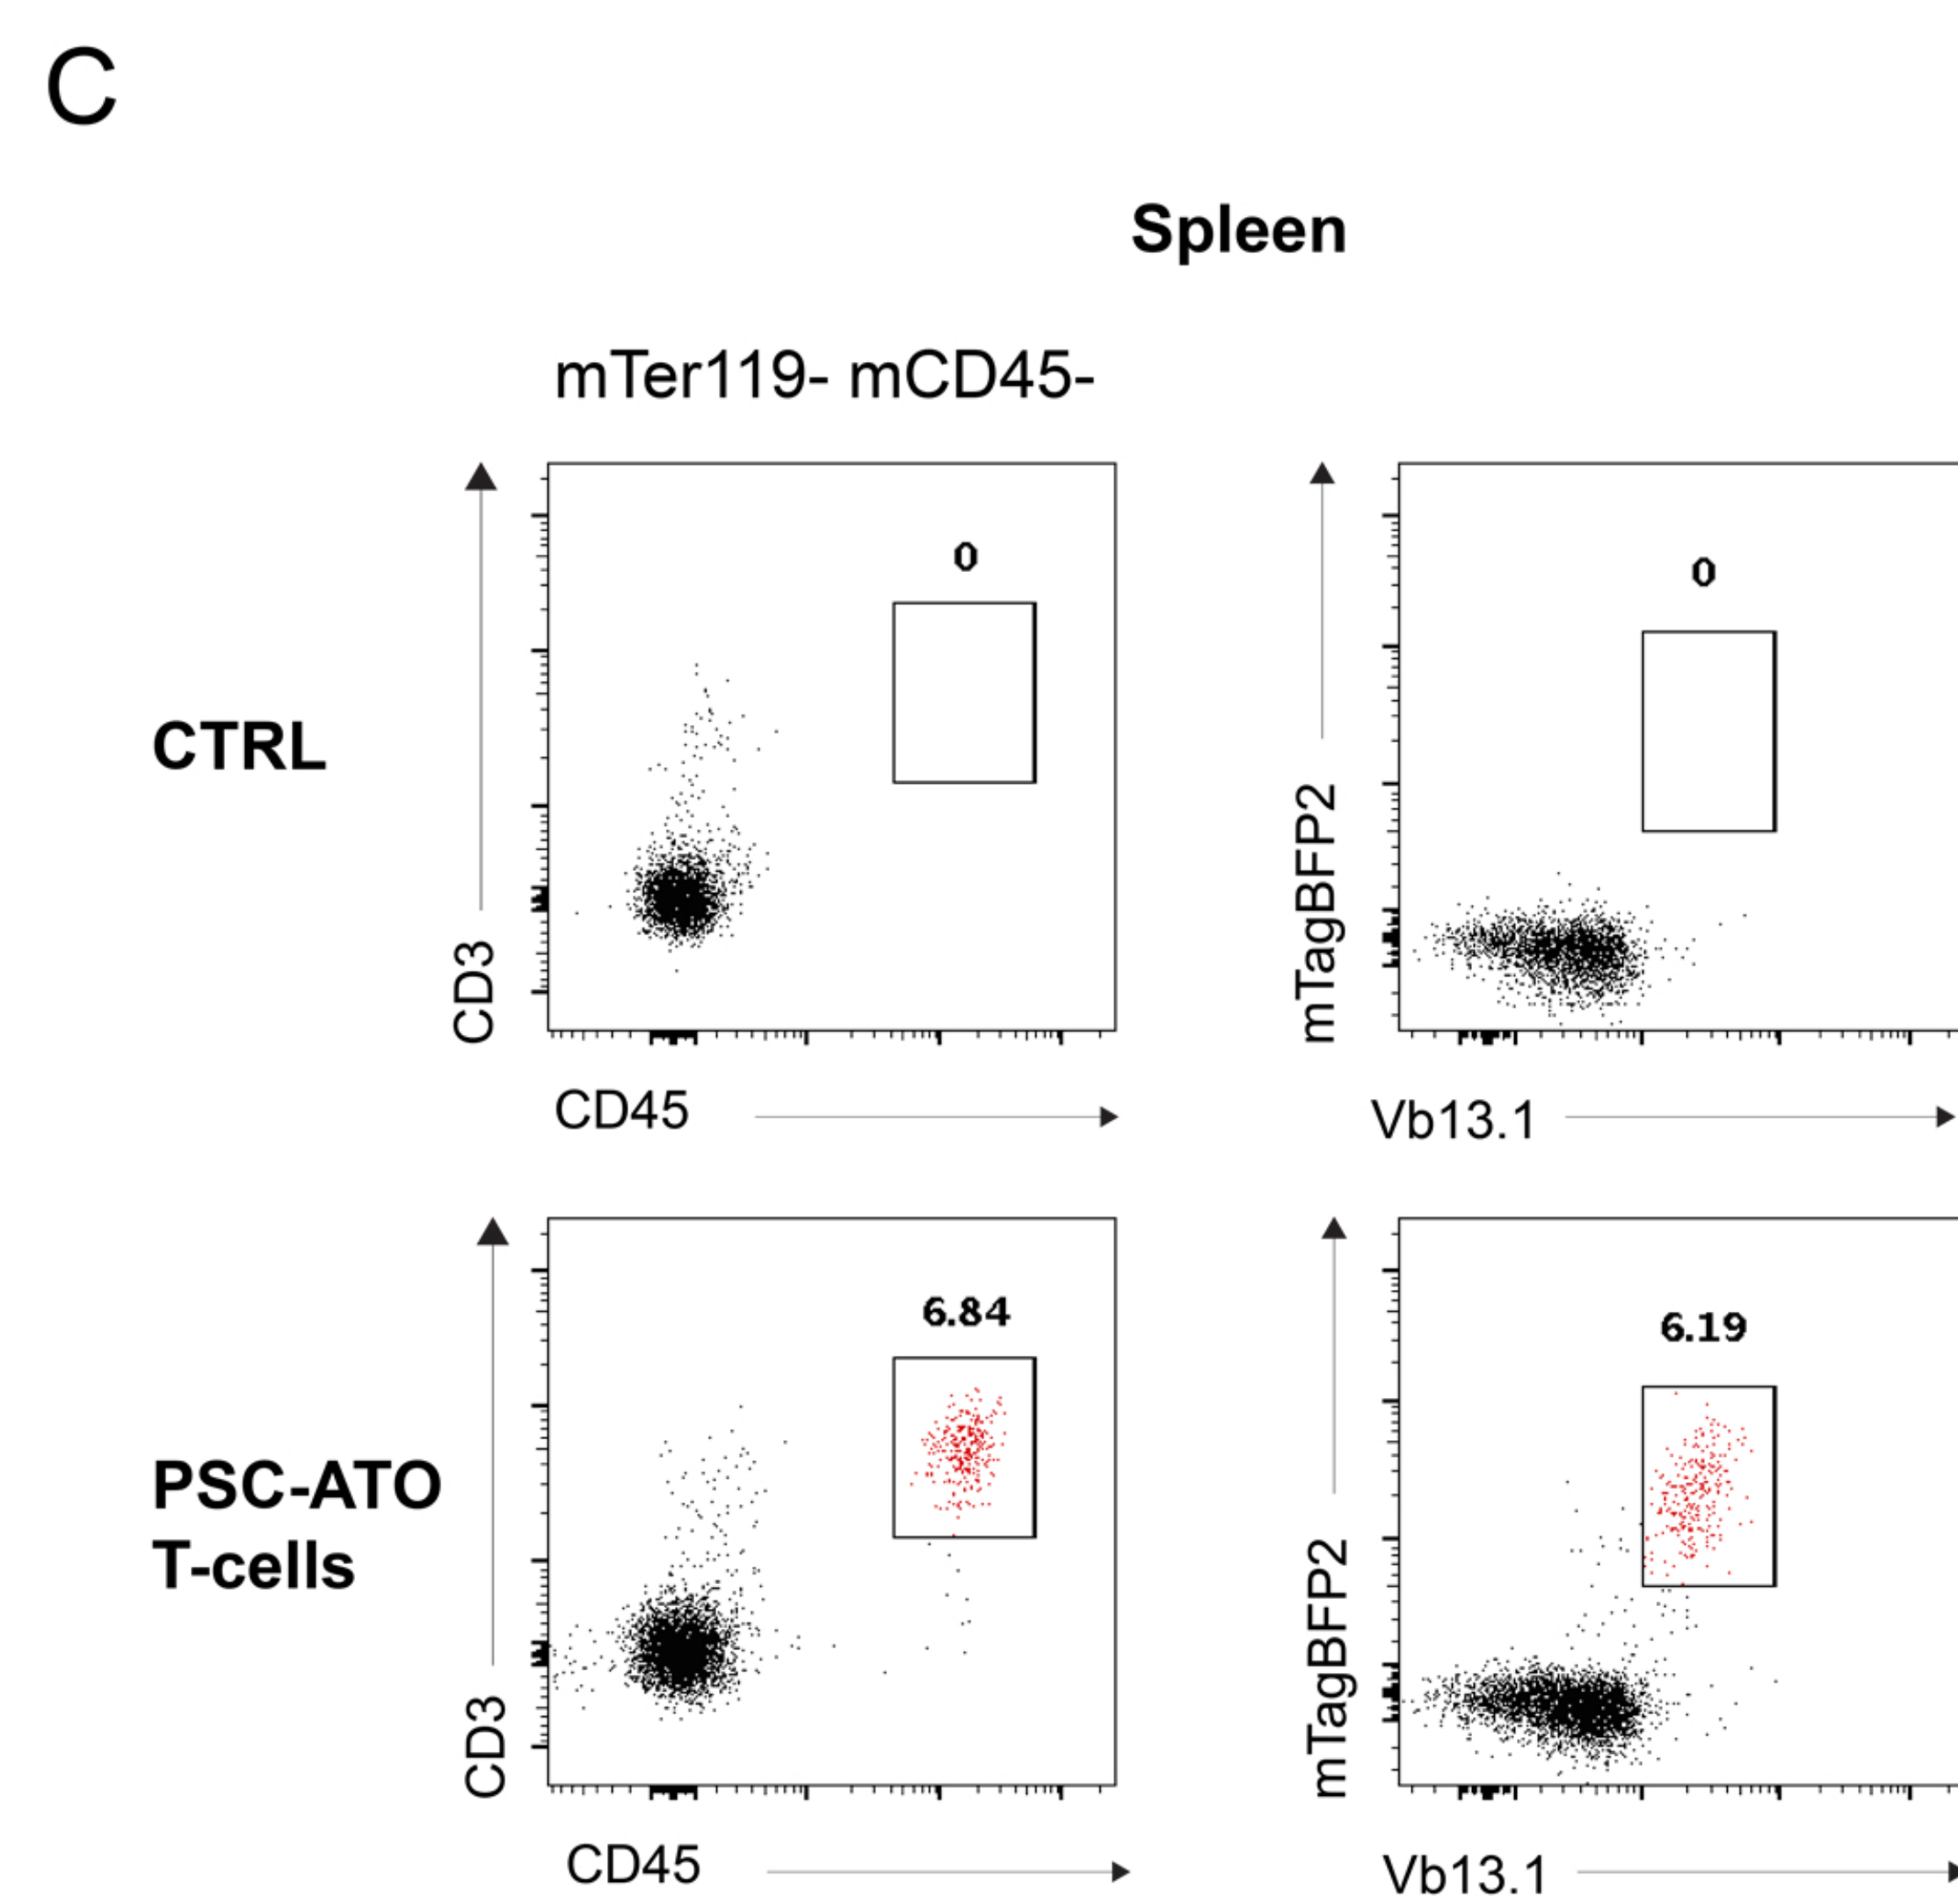 C
Spleen
mTer119- mCD45-
CTRL
CD3
0
CD45
mTagBFP2
0
Vb13.1
PSC-ATO
T-cells
CD3
6.84
CD45
mTagBFP2
6.19
Vb13.1